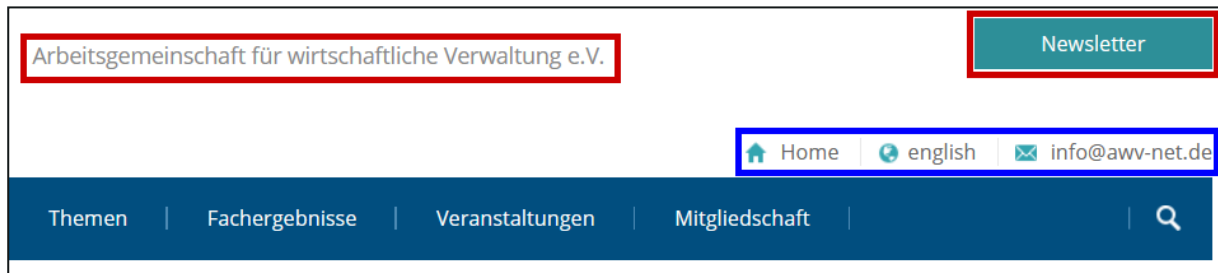 Arbeitsgemeinschaft für wirtschaftliche Verwaltung e.V.
Newsletter
Home english info@awv-net.de
Themen Fachergebnisse Veranstaltungen Mitgliedschaft